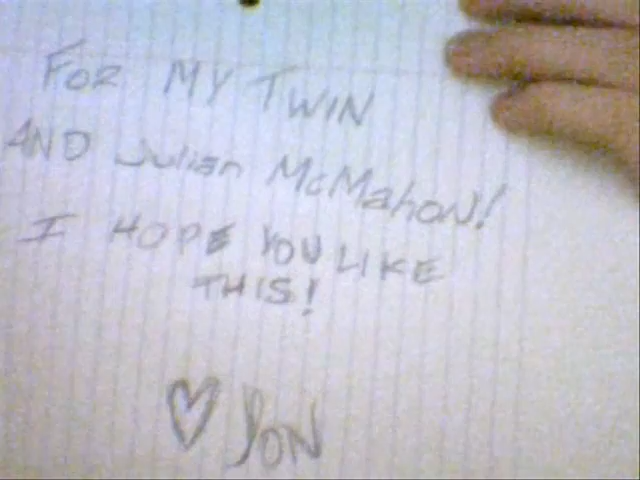 FOR MY TWIN
AND Julian McMahon!
I HOPE YOU LIKE
THIS!
♥ JON